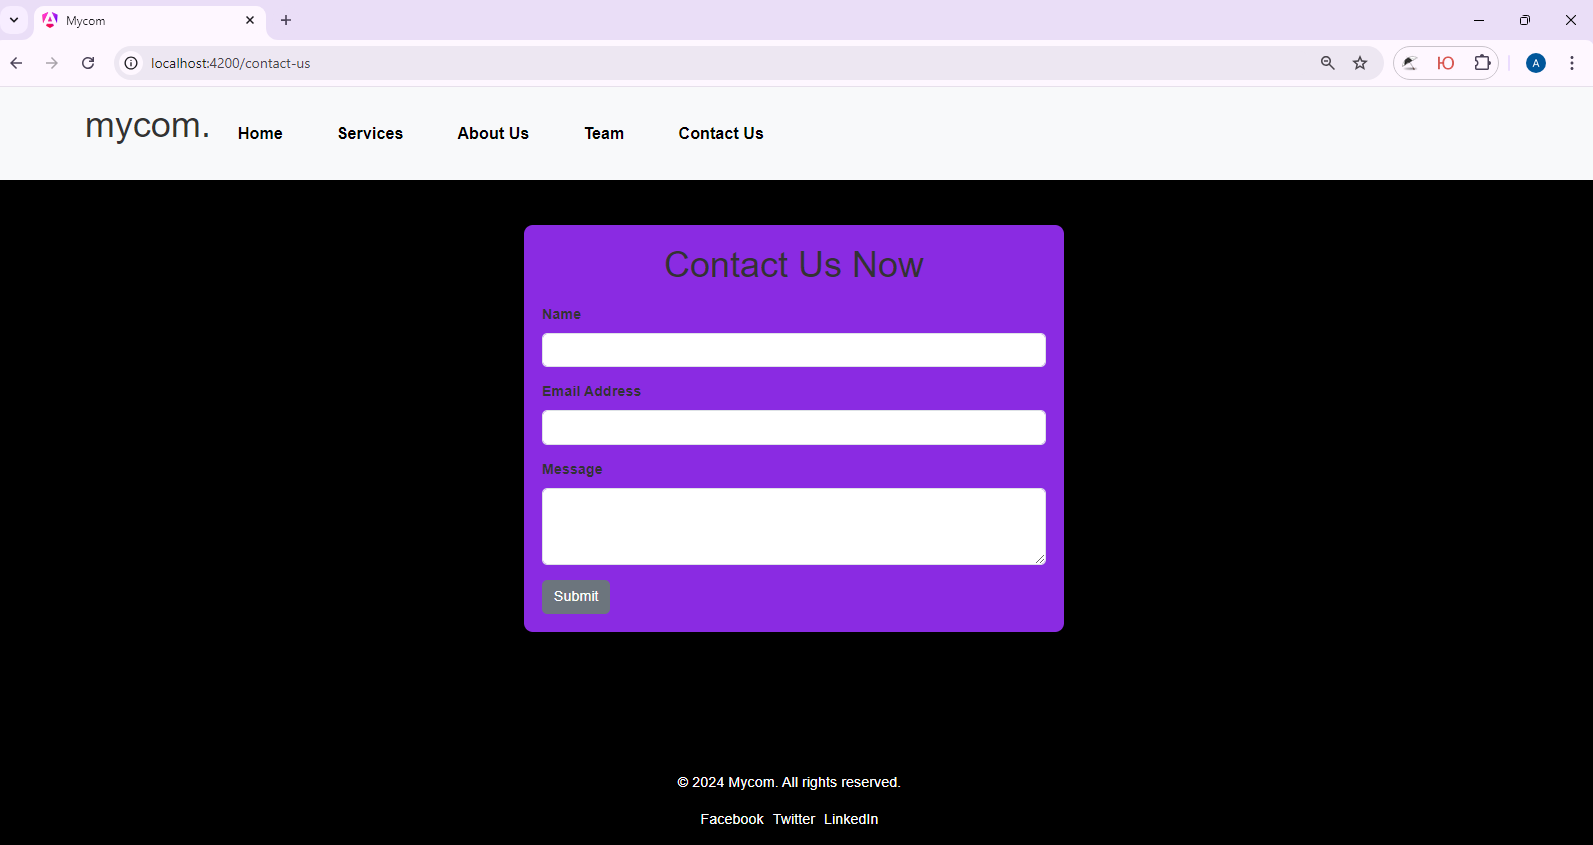 Mycom
localhost:4200/contact-us
A
mycom. Home Services About Us Team Contact Us
Contact Us Now
Name
Email Address
Message
Submit
© 2024 Mycom. All rights reserved.
Facebook Twitter LinkedIn